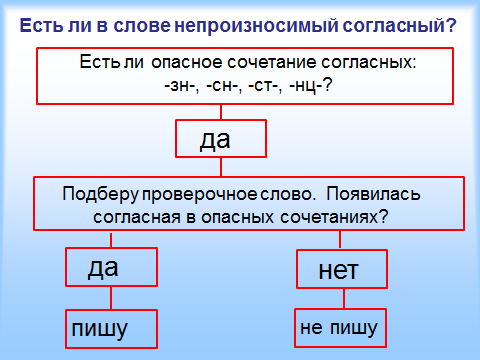 Есть ли в слове непроизносимый согласный?
Есть ли опасное сочетание согласных:
-зн-, -сн-, -ст-, -нц-?
да
Подберу проверочное слово. Появилась
согласная в опасных сочетаниях?
да
нет
пишу
не пишу